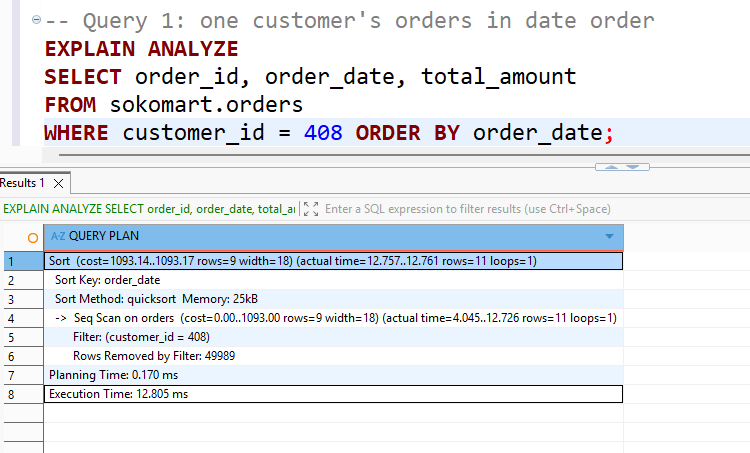 -- Query 1: one customer's orders in date order
EXPLAIN ANALYZE
SELECT order_id, order_date, total_amount
FROM sokomart.orders
WHERE customer_id = 408 ORDER BY order_date;
Results 1
EXPLAIN ANALYZE SELECT order_id, order_date, total_ Enter a SQL expression to filter results (use Ctrl+Space)
A-Z QUERY PLAN
1 Sort (cost=1093.14..1093.17 rows=9 width=18) (actual time=12.757..12.761 rows=11 loops=1)
2 Sort Key: order_date
3 Sort Method: quicksort Memory: 25kB
4 -> Seq Scan on orders (cost=0.00..1093.00 rows=9 width=18) (actual time=4.045..12.726 rows=11 loops=1)
5 Filter: (customer_id = 408)
6 Rows Removed by Filter: 49989
7 Planning Time: 0.170 ms
8 Execution Time: 12.805 ms